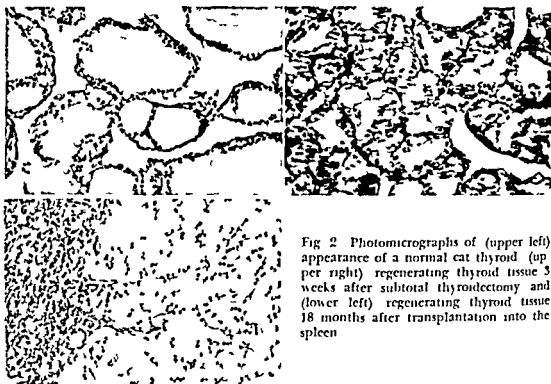 Fig 2 Photomicrographs of (upper left)
appearance of a normal cat thyroid (up
per right) regenerating thyroid tissue 3
weeks after subtotal thyroidectomy and
(lower left) regenerating thyroid tissue
18 months after transplantation into the
spleen